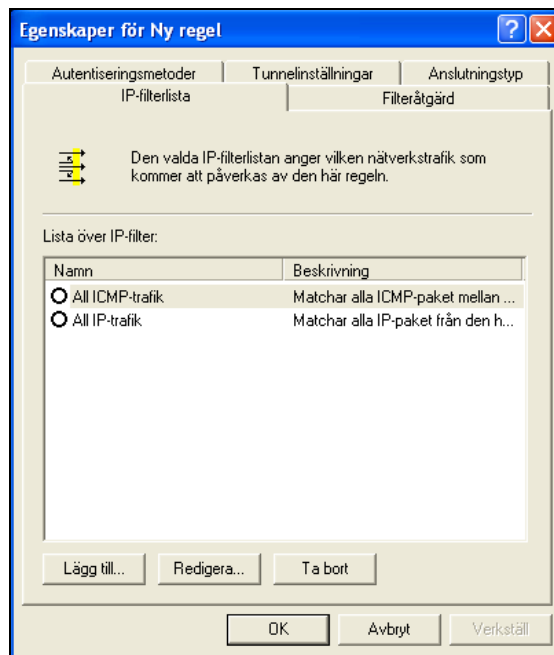 Egenskaper för Ny regel
Autentiseringsmetoder Tunnelinställningar Anslutningstyp
IP-filterlista Filteråtgärd
Den valda IP-filterlistan anger vilken nätverkstrafik som
kommer att påverkas av den här regeln.
Lista över IP-filter:
Namn Beskrivning
All ICMP-trafik Matchar alla ICMP-paket mellan ...
All IP-trafik Matchar alla IP-paket från den h...
Lägg till... Redigera... Ta bort
OK Avbryt Verkställ